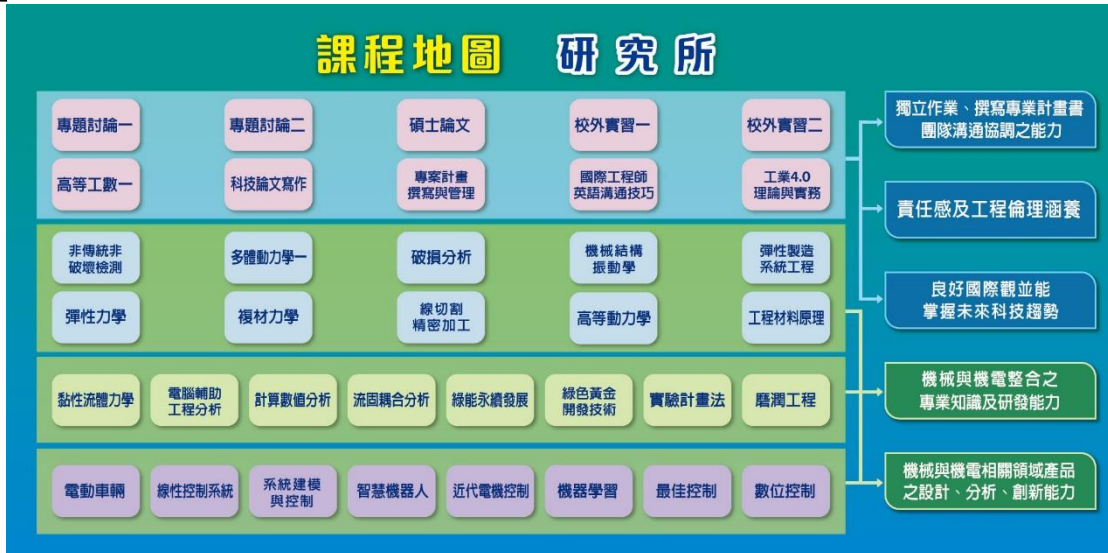 課程地圖 研究所
專題討論一
專題討論二
碩士論文
校外實習一
校外實習二
高等工數一
科技論文寫作
專案計畫
撰寫與管理
國際工程師
英語溝通技巧
工業4.0
理論與實務
非傳統非
破壞檢測
多體動力學一
破損分析
機械結構
振動學
彈性製造
系統工程
彈性力學
複材力學
線切割
精密加工
高等動力學
工程材料原理
黏性流體力學
電腦輔助
工程分析
計算數值分析
流固耦合分析
綠能永續發展
綠色黃金
開發技術
實驗計畫法
磨潤工程
電動車輛
線性控制系統
系統建模
與控制
智慧機器人
近代電機控制
機器學習
最佳控制
數位控制
獨立作業、撰寫專業計畫書
團隊溝通協調之能力
責任感及工程倫理涵養
良好國際觀並能
掌握未來科技趨勢
機械與機電整合之
專業知識及研發能力
機械與機電相關領域產品
之設計、分析、創新能力